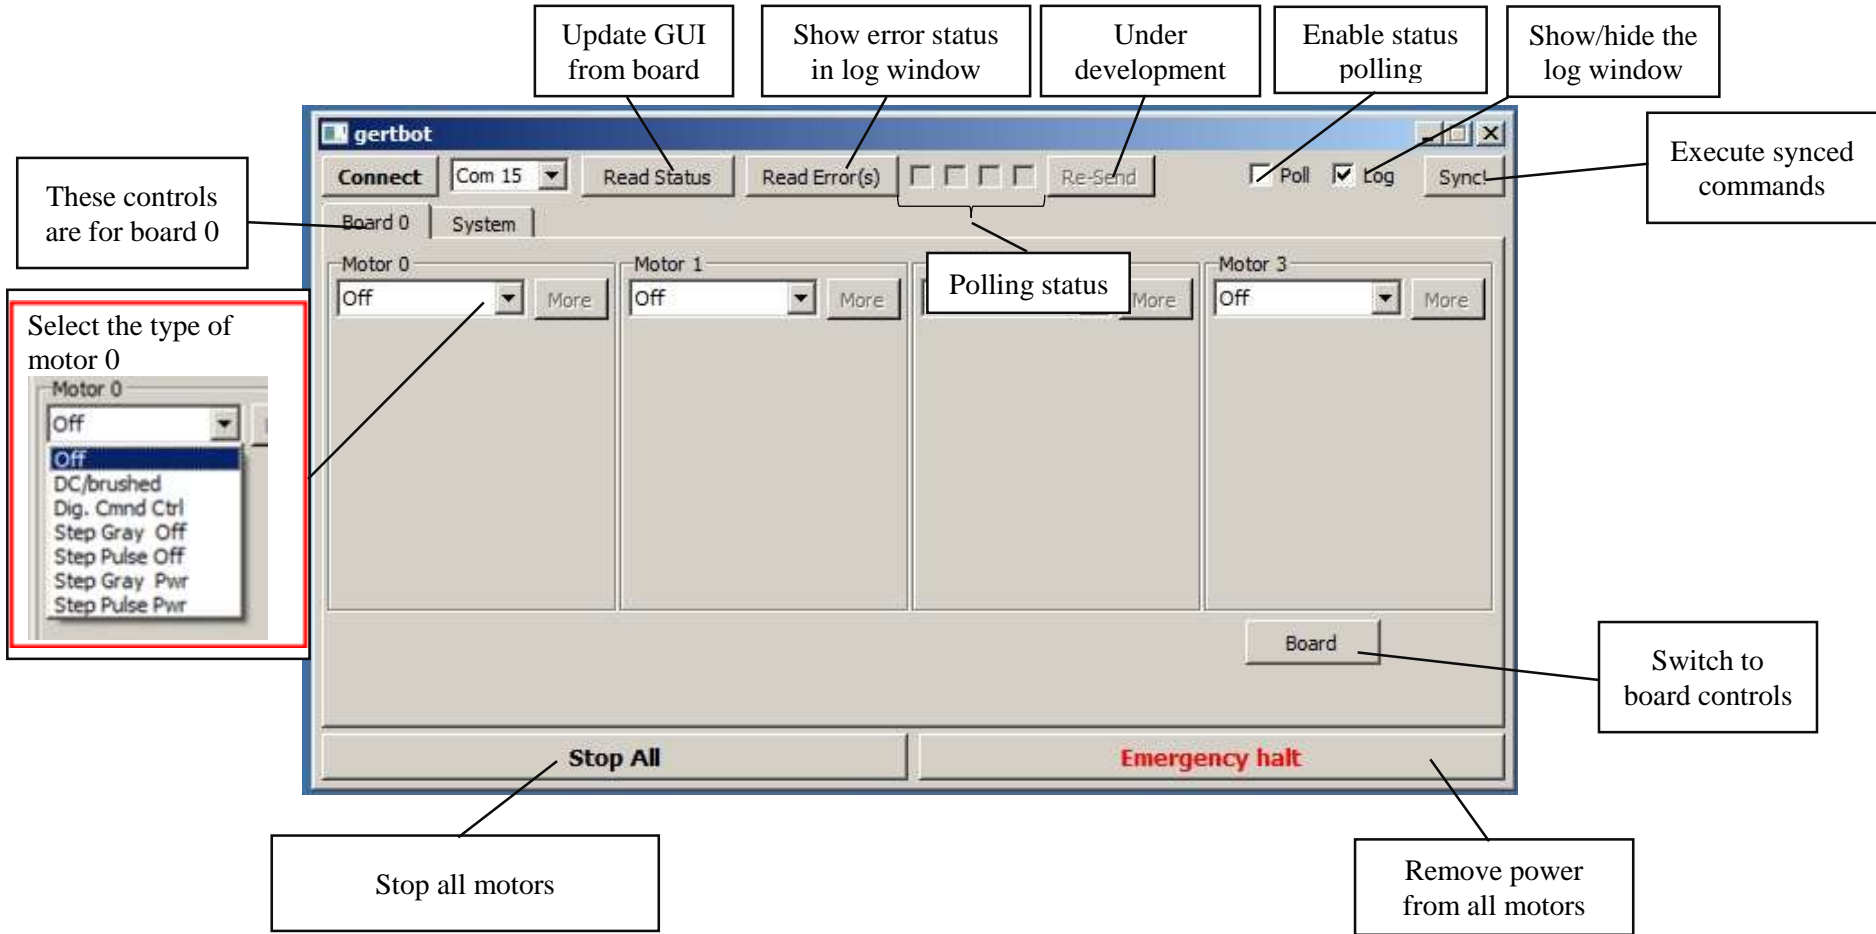 Update GUI
from board
Show error status
in log window
Under
development
Enable status
polling
Show/hide the
log window
Execute synced
commands
These controls
are for board 0
gertbot
Connect
Com 15
Read Status
Read Error(s)
Re-Send
Poll
Log
Sync!
Board 0
System
Polling status
Motor 0
Off
More
Motor 1
Off
More
More
Motor 3
Off
More
Select the type of
motor 0
Motor 0
Off
Off
DC/brushed
Dig. Cmnd Ctrl
Step Gray  Off
Step Pulse Off
Step Gray  Pwr
Step Pulse Pwr
Board
Switch to
board controls
Stop All
Emergency halt
Stop all motors
Remove power
from all motors